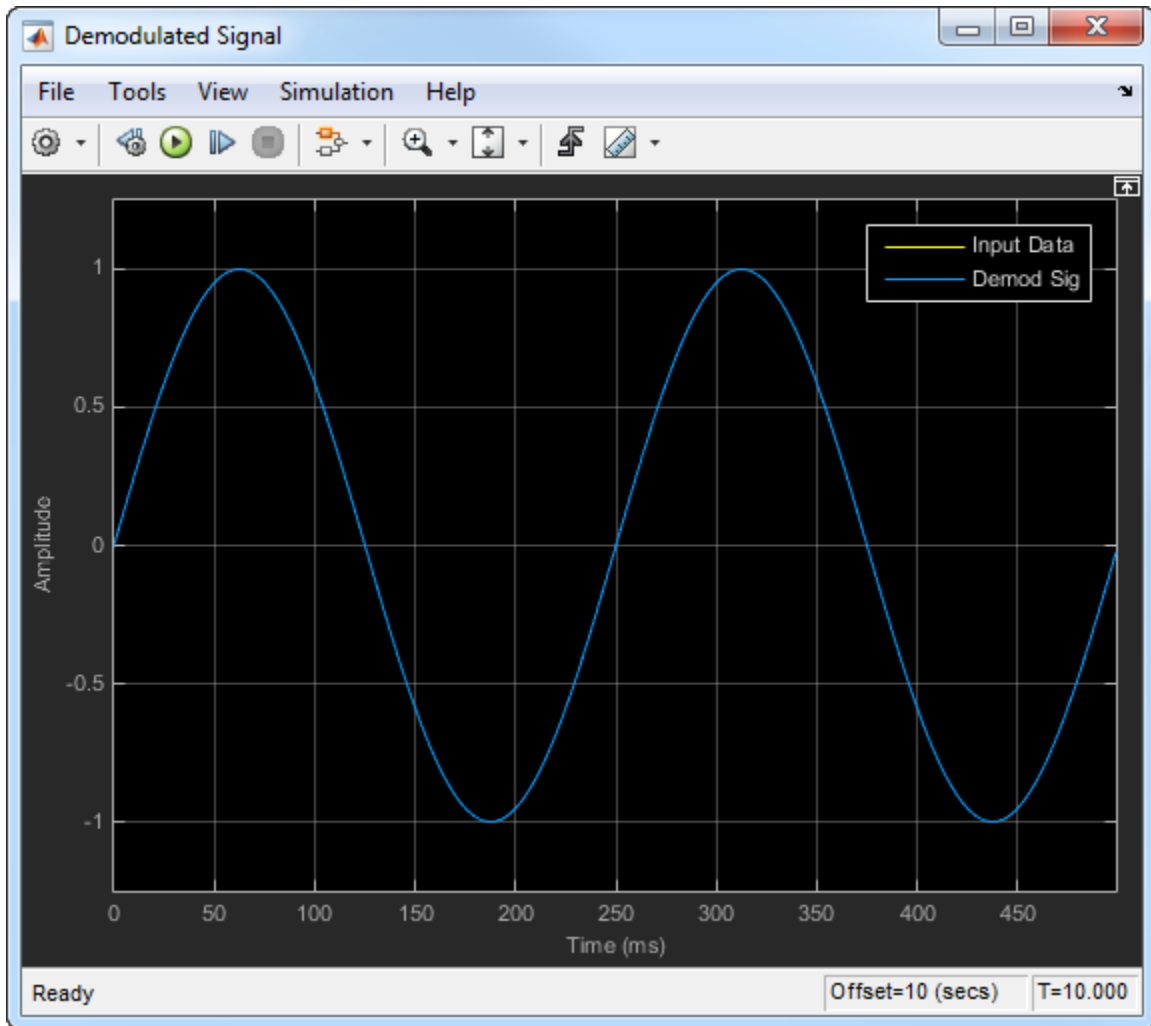 Demodulated Signal
File Tools View Simulation Help
Input Data
Demod Sig
1
0.5
0
-0.5
-1
Amplitude
0 50 100 150 200 250 300 350 400 450
Time (ms)
Ready Offset=10 (secs) T=10.000